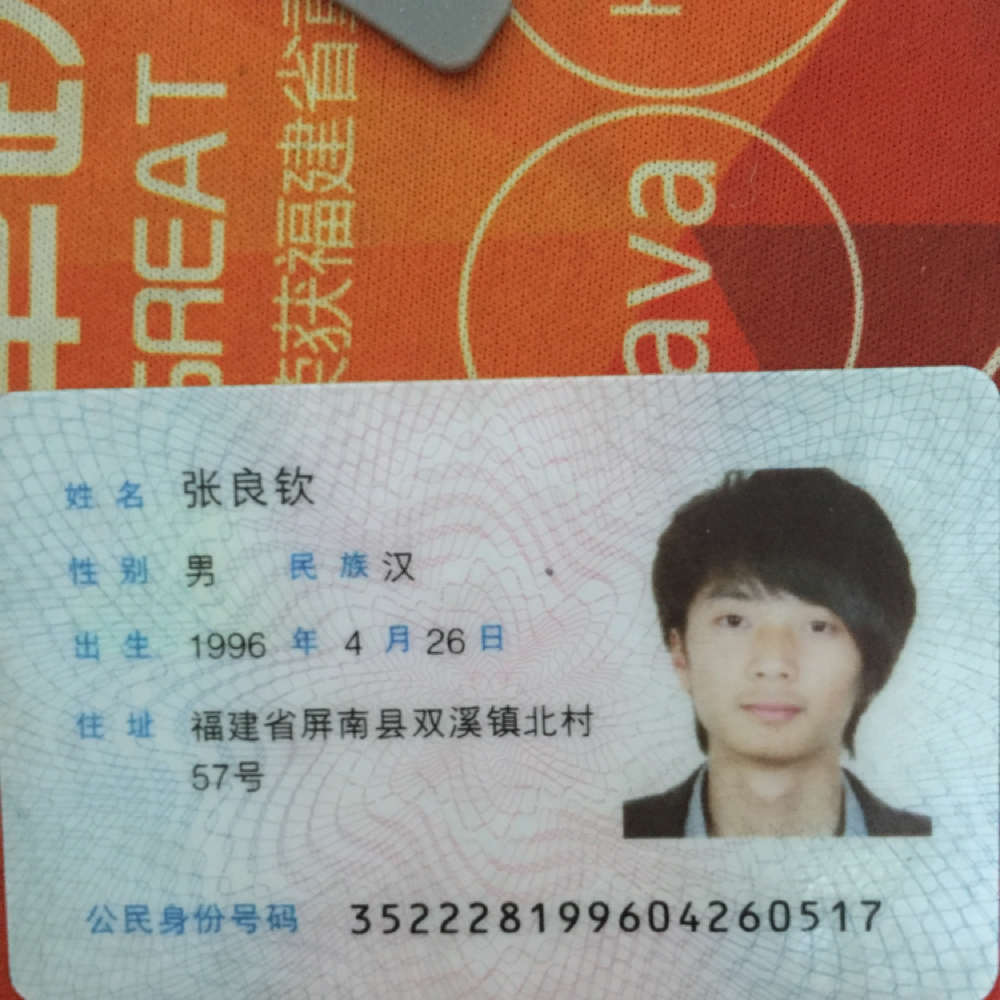 GREAT
获福建省
ava
姓名 张良钦
性别 男 民族 汉
出生 1996 年 4 月 26 日
住址 福建省屏南县双溪镇北村
57号
公民身份号码 352228199604260517